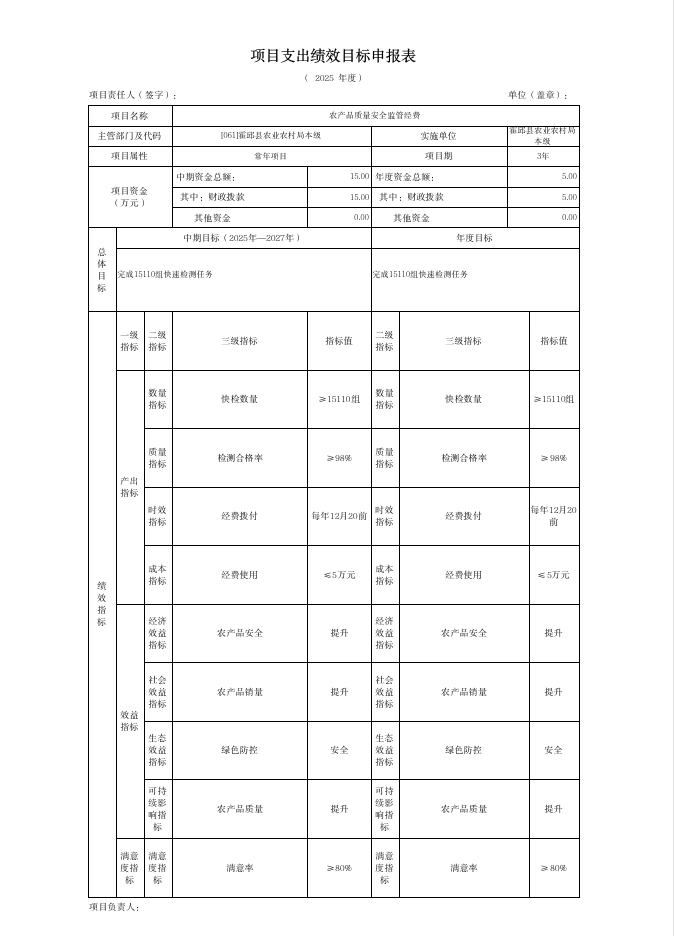 项目支出绩效目标申报表
（ 2025 年度）
项目责任人（签字）： 单位（盖章）：
项目名称 农产品质量安全监管经费
主管部门及代码 [061]霍邱县农业农村局本级 实施单位 霍邱县农业农村局本级
项目属性 常年项目 项目期 3年
项目资金（万元） 中期资金总额： 15.00 年度资金总额： 5.00
其中：财政拨款 15.00 其中：财政拨款 5.00
其他资金 0.00 其他资金 0.00
总体目标 中期目标（2025年—2027年） 年度目标
完成15110组快速检测任务 完成15110组快速检测任务
绩效指标 一级指标 二级指标 三级指标 指标值 二级指标 三级指标 指标值
产出指标 数量指标 快检数量 ≥15110组 数量指标 快检数量 ≥15110组
质量指标 检测合格率 ≥98% 质量指标 检测合格率 ≥98%
时效指标 经费拨付 每年12月20前 时效指标 经费拨付 每年12月20前
成本指标 经费使用 ≤5万元 成本指标 经费使用 ≤5万元
效益指标 经济效益指标 农产品安全 提升 经济效益指标 农产品安全 提升
社会效益指标 农产品销量 提升 社会效益指标 农产品销量 提升
生态效益指标 绿色防控 安全 生态效益指标 绿色防控 安全
可持续影响指标 农产品质量 提升 可持续影响指标 农产品质量 提升
满意度指标 满意度指标 满意率 ≥80% 满意度指标 满意率 ≥80%
项目负责人：